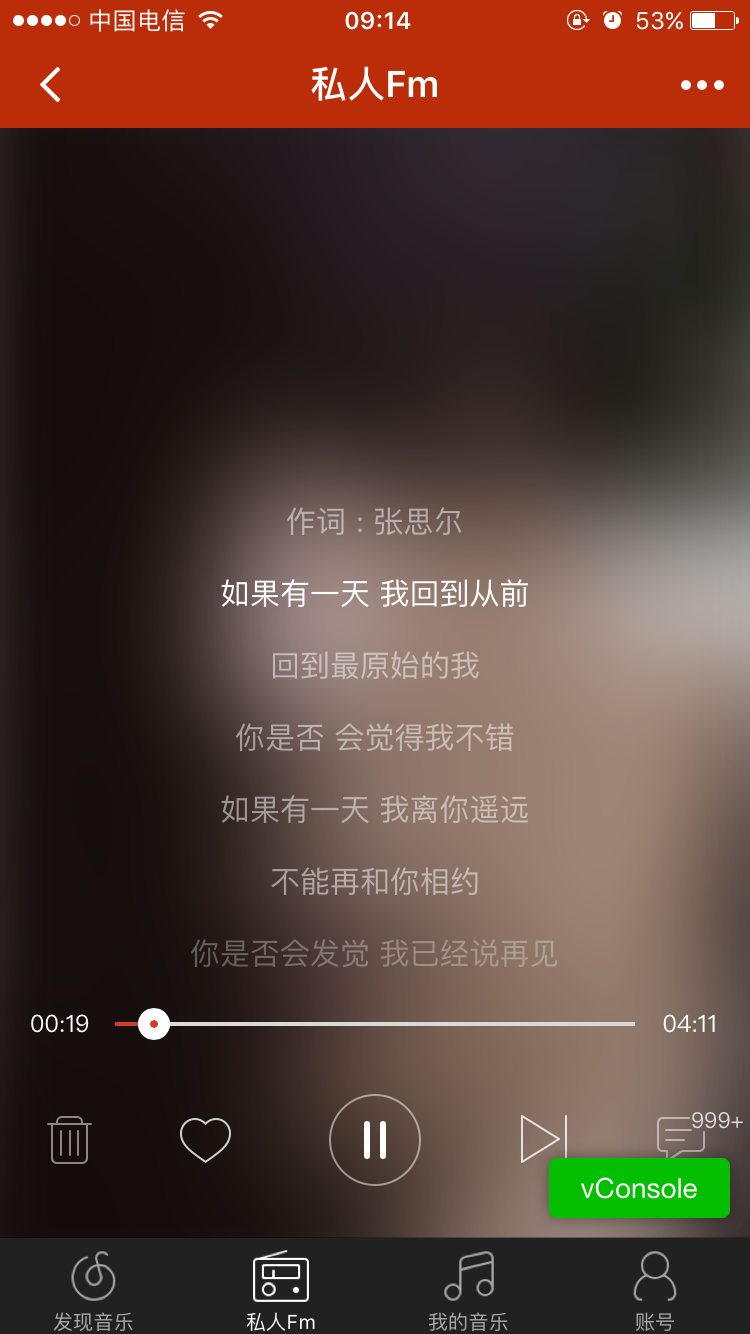 中国电信 09:14 53%
私人Fm
作词 : 张思尔
如果有一天 我回到从前
回到最原始的我
你是否 会觉得我不错
如果有一天 我离你遥远
不能再和你相约
你是否会发觉 我已经说再见
00:19 04:11
999+
vConsole
发现音乐 私人Fm 我的音乐 账号